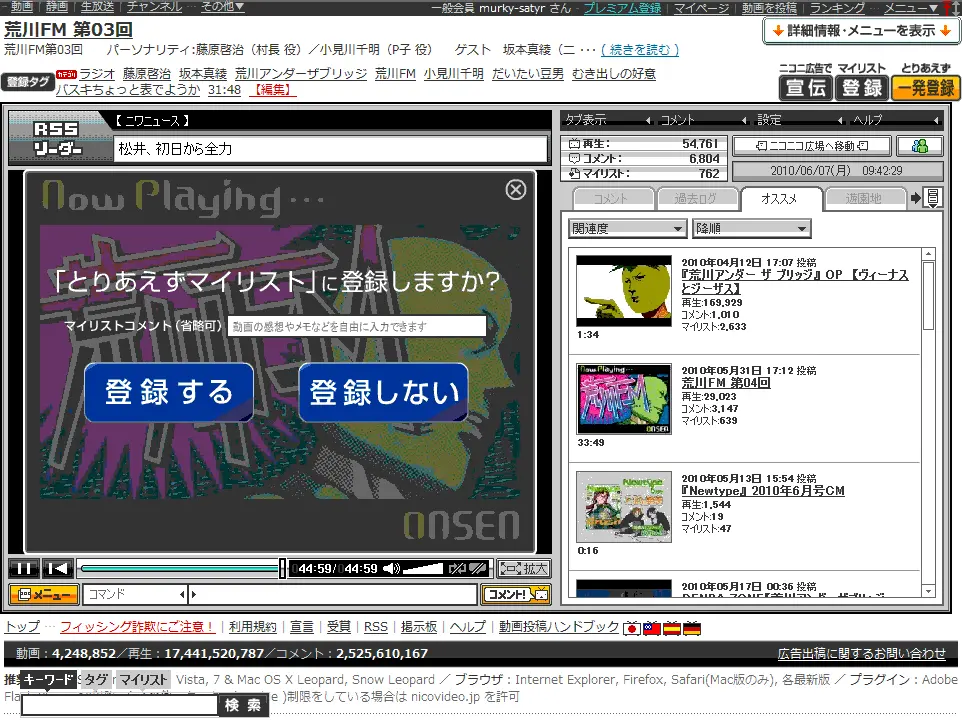 動画 | 静画 | 生放送 | チャンネル ··· その他▼
一般会員 murky-satyr さん · プレミアム登録 | マイページ | 動画を投稿 | ランキング ··· メニュー▼
荒川FM 第03回
荒川FM第03回 パーソナリティ:藤原啓治（村長 役）／小見川千明（P子 役） ゲスト 坂本真綾（ニ ··· ( 続きを読む )
詳細情報・メニューを表示
登録タグ
ラジオ 藤原啓治 坂本真綾 荒川アンダーザブリッジ 荒川FM 小見川千明 だいたい豆男 むき出しの好意
バスキちょっと表でようか 31:48 【編集】
ニコニコ広告で 宣伝
マイリスト 登録
とりあえず 一発登録
RSS
リーダー
【 ニワニュース 】
松井、初日から全力
Now Playing···
「とりあえずマイリスト」に登録しますか?
マイリストコメント（省略可）
動画の感想やメモなどを自由に入力できます
登録する
登録しない
ONSEN
44:59/044:59
拡大
メニュー
コマンド
コメント!
タブ表示 コメント 設定 ヘルプ
再生: 54,761
コメント: 6,804
マイリスト: 762
ニコニコ広場へ移動
2010/06/07(月) 09:42:29
コメント
過去ログ
オススメ
遊園地
関連度
降順
2010年04月12日 17:07 投稿
『荒川アンダー ザ ブリッジ』 OP 【ヴィーナス
とジーザス】
再生:169,929
コメント:1,010
マイリスト:2,633
1:34
2010年05月31日 17:12 投稿
荒川FM 第04回
再生:29,023
コメント:3,147
マイリスト:639
Now Playing···
ONSEN
33:49
2010年05月13日 15:54 投稿
『Newtype』 2010年6月号CM
再生:1,544
コメント:19
マイリスト:47
Newtype
0:16
2010年05月17日 00:36 投稿
トップ ··· フィッシング詐欺にご注意！ | 利用規約 | 宣言 | 受賞 | RSS | 掲示板 | ヘルプ | 動画投稿ハンドブック
動画：4,248,852／再生：17,441,520,787／コメント：2,525,610,167
広告出稿に関するお問い合わせ
キーワード タグ マイリスト
Vista, 7 & Mac OS X Leopard, Snow Leopard ／ ブラウザ：Internet Explorer, Firefox, Safari(Mac版のみ), 各最新版 ／ プラグイン：Adobe
)制限をしている場合は nicovideo.jp を許可
検索